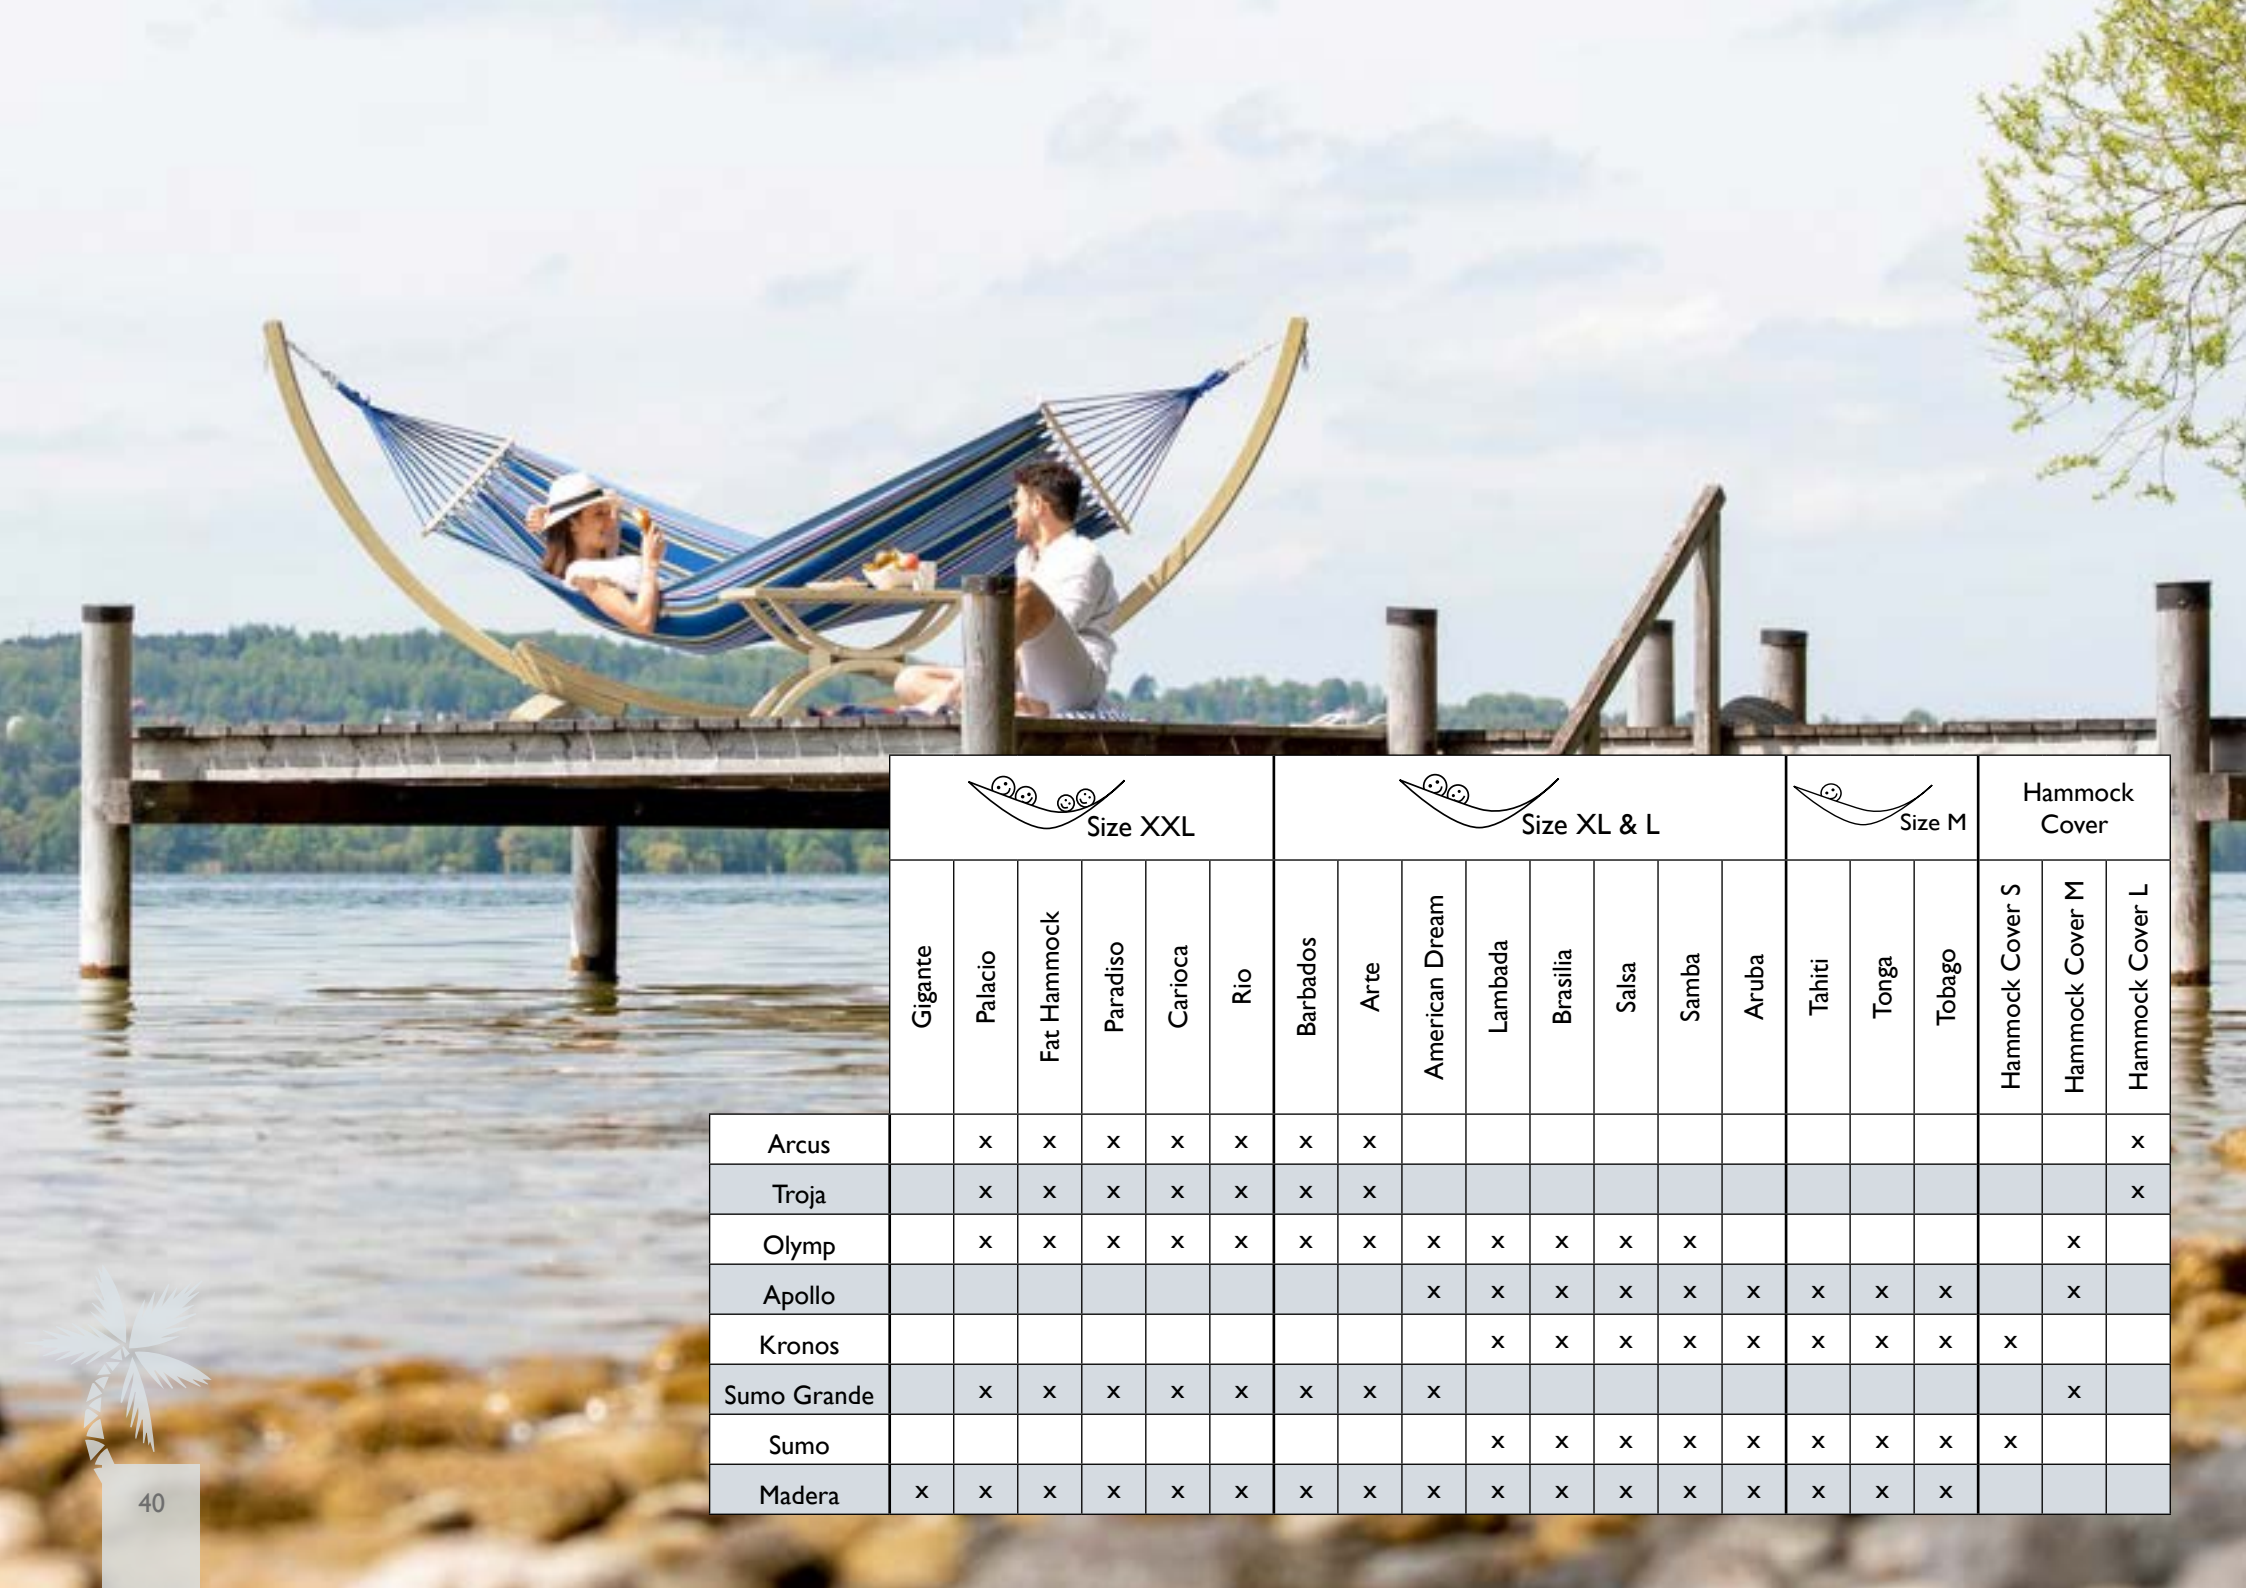 Size XXL
Size XL & L
Size M
Hammock
Cover
Gigante
Palacio
Fat Hammock
Paradiso
Carioca
Rio
Barbados
Arte
American Dream
Lambada
Brasilia
Salsa
Samba
Aruba
Tahiti
Tonga
Tobago
Hammock Cover S
Hammock Cover M
Hammock Cover L
Arcus x x x x x x x x
Troja x x x x x x x x
Olymp x x x x x x x x x x x x x
Apollo x x x x x x x x x x
Kronos x x x x x x x x x
Sumo Grande x x x x x x x x x
Sumo x x x x x x x x x
Madera x x x x x x x x x x x x x x x x x
40